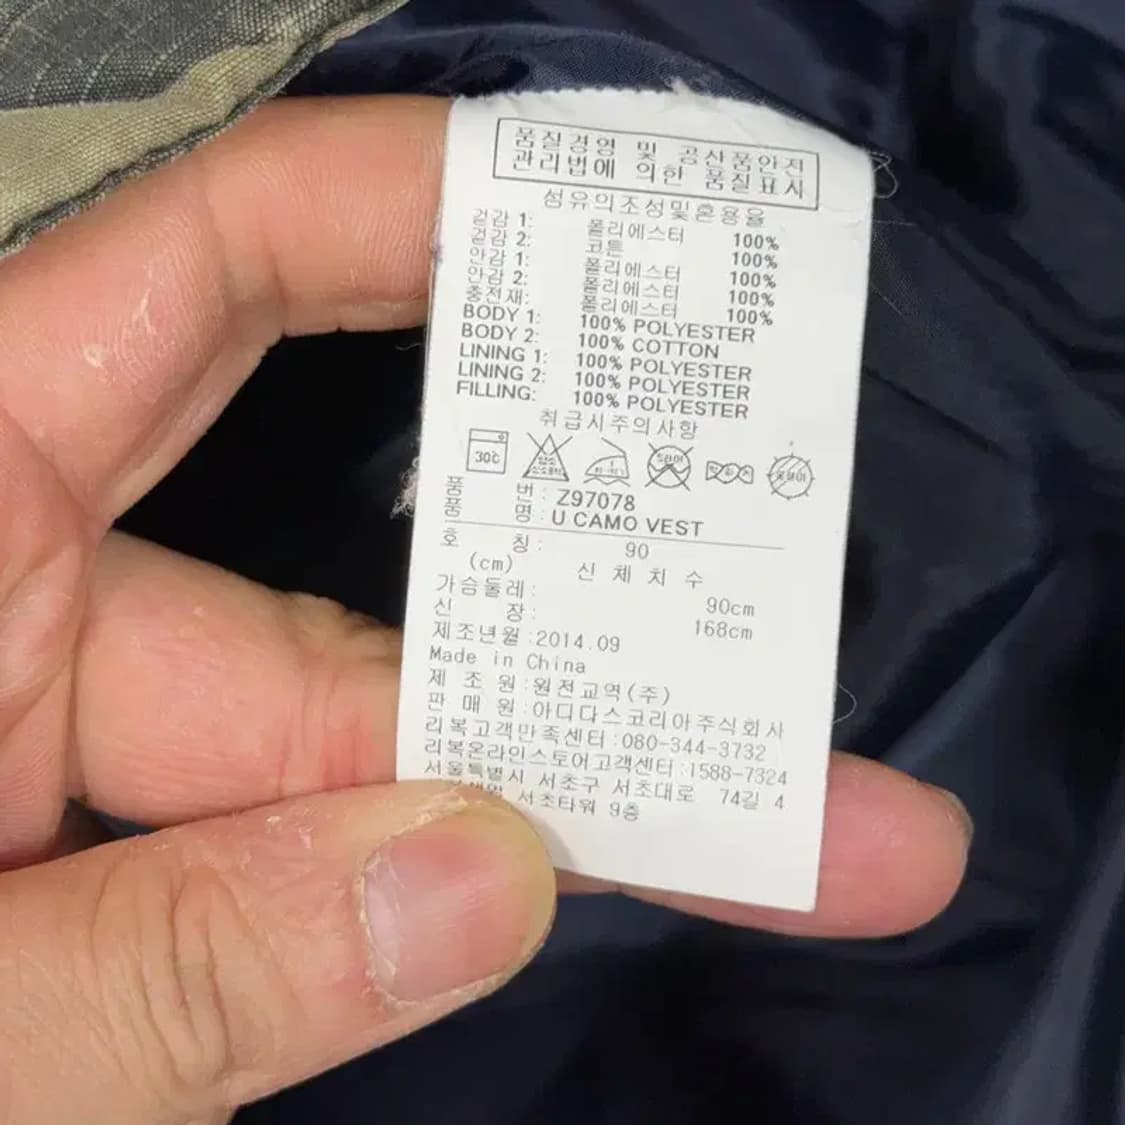 품질경영 및 공산품안전
관리법에 의한 품질표시
섬유의조성및혼용율
겉감 1: 폴리에스터 100%
겉감 2: 코튼 100%
안감 1: 폴리에스터 100%
안감 2: 폴리에스터 100%
충전재: 폴리에스터 100%
BODY 1: 100% POLYESTER
BODY 2: 100% COTTON
LINING 1: 100% POLYESTER
LINING 2: 100% POLYESTER
FILLING: 100% POLYESTER
취급시주의사항
30℃ 염소
품 번: Z97078
품 명: U CAMO VEST
호 칭: 90
(cm) 신 체 치 수
가슴둘레: 90cm
신 장: 168cm
제조년월:2014.09
Made in China
제 조 원:원전교역(주)
판 매 원:아디다스코리아주식회사
리복고객만족센터:080-344-3732
리복온라인스토어고객센터:1588-7324
서울특별시 서초구 서초대로 74길 4
서초타워 9층